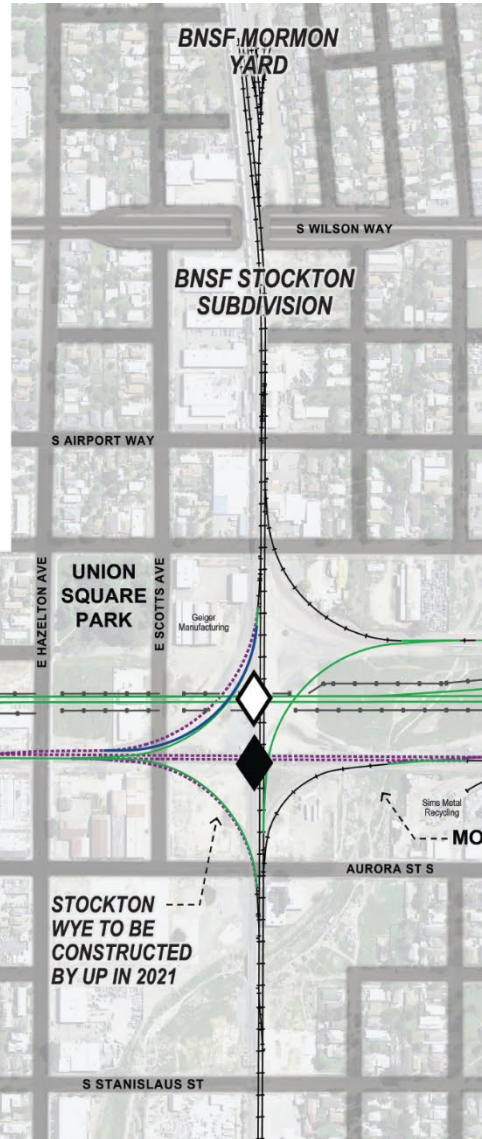 BNSF MORMON
YARD
S WILSON WAY
BNSF STOCKTON
SUBDIVISION
S AIRPORT WAY
E HAZELTON AVE
UNION
SQUARE
PARK
E SCOTTS AVE
Geiger
Manufacturing
Sims Metal
Recycling
MO
AURORA ST S
STOCKTON
WYE TO BE
CONSTRUCTED
BY UP IN 2021
S STANISLAUS ST